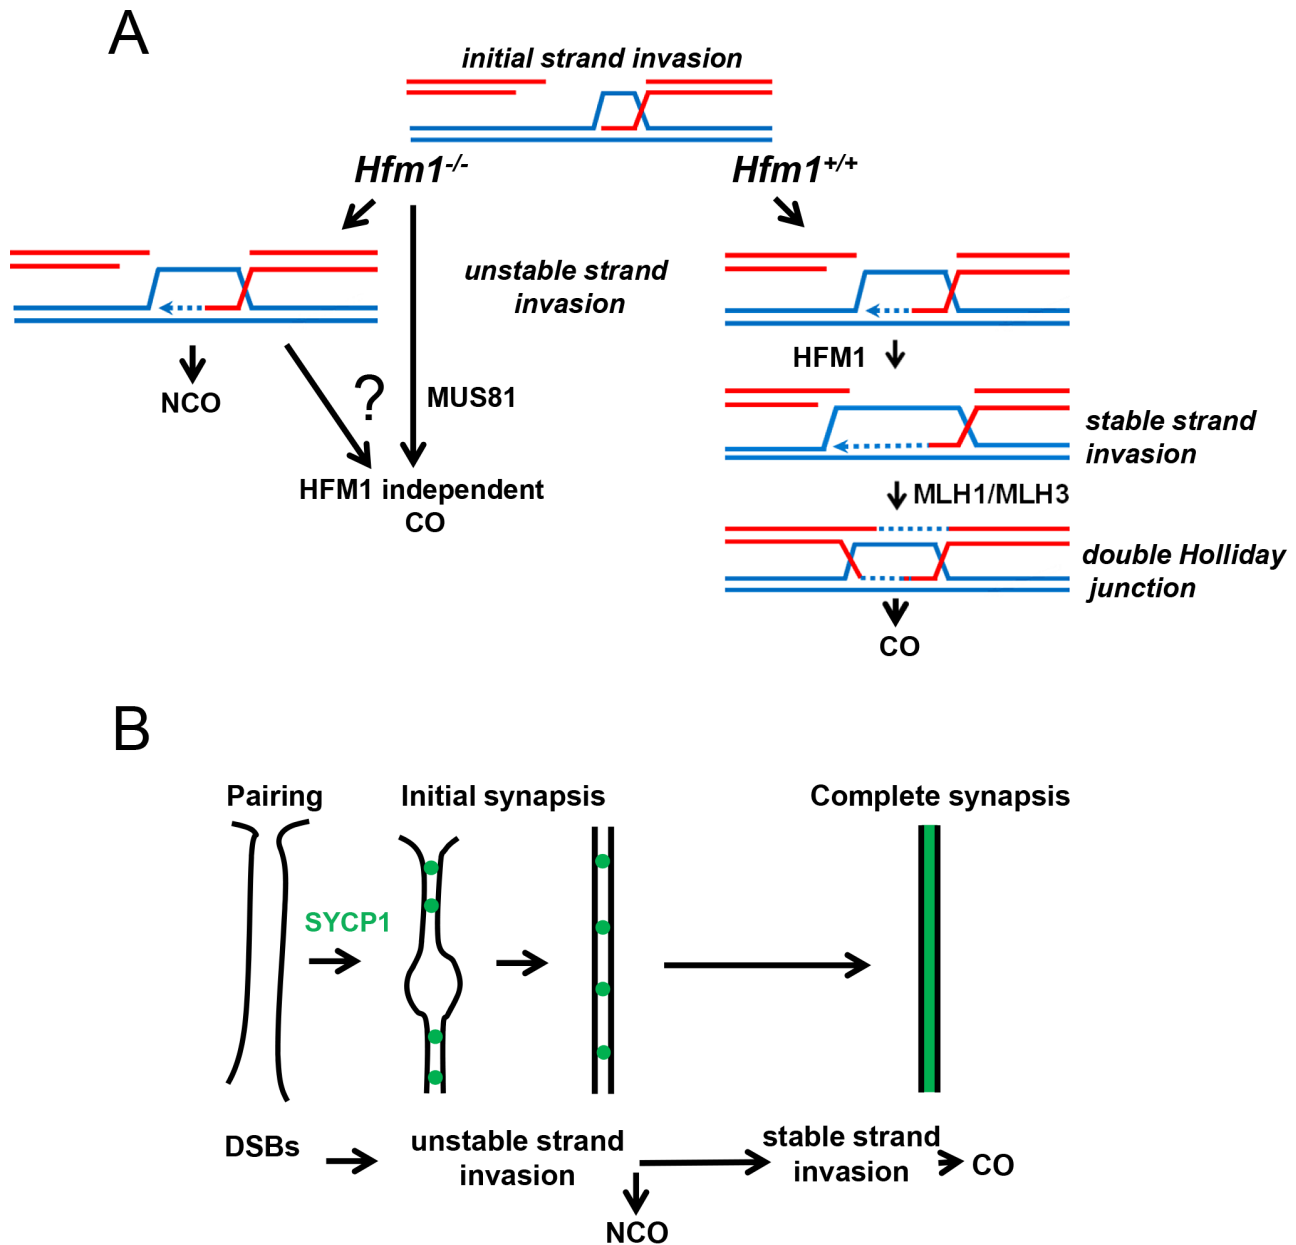 A
initial strand invasion
Hfm1-/-
Hfm1+/+
unstable strand
invasion
HFM1
NCO
?
MUS81
stable strand
invasion
HFM1 independent
CO
MLH1/MLH3
double Holliday
junction
CO
B
Pairing
Initial synapsis
Complete synapsis
SYCP1
DSBs
unstable strand
invasion
stable strand
invasion
CO
NCO